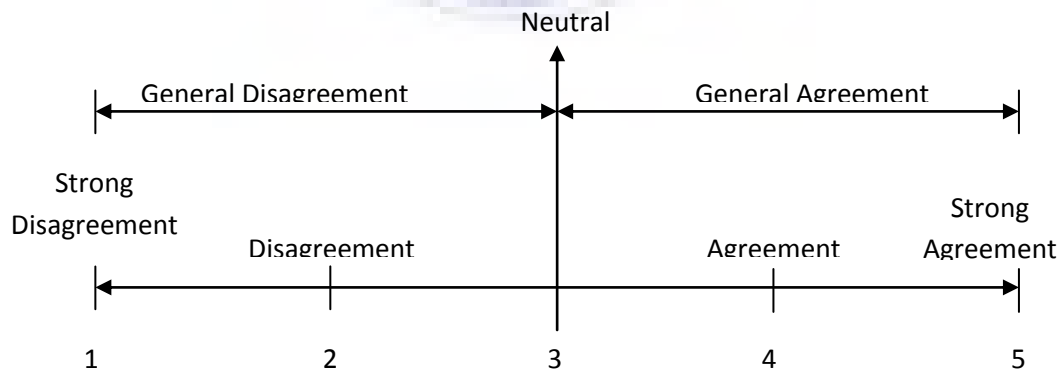 Neutral
General Disagreement
General Agreement
Strong
Disagreement
Strong
Agreement
Disagreement
Agreement
1 2 3 4 5